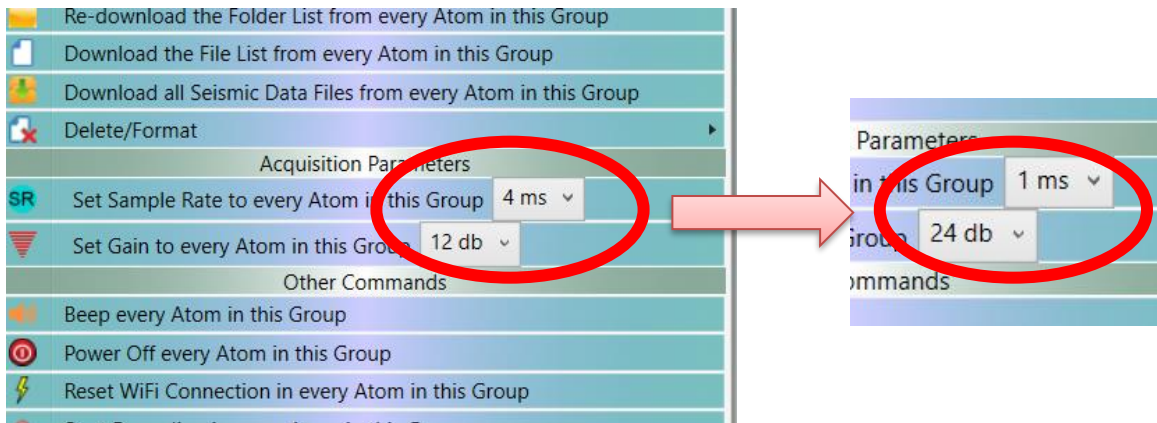 Re-download the Folder List from every Atom in this Group
Download the File List from every Atom in this Group
Download all Seismic Data Files from every Atom in this Group
Delete/Format
Acquisition Parameters
SR Set Sample Rate to every Atom in this Group 4 ms
Set Gain to every Atom in this Group 12 db
Other Commands
Beep every Atom in this Group
Power Off every Atom in this Group
Reset WiFi Connection in every Atom in this Group
Parameters
in this Group 1 ms
Group 24 db
ommands